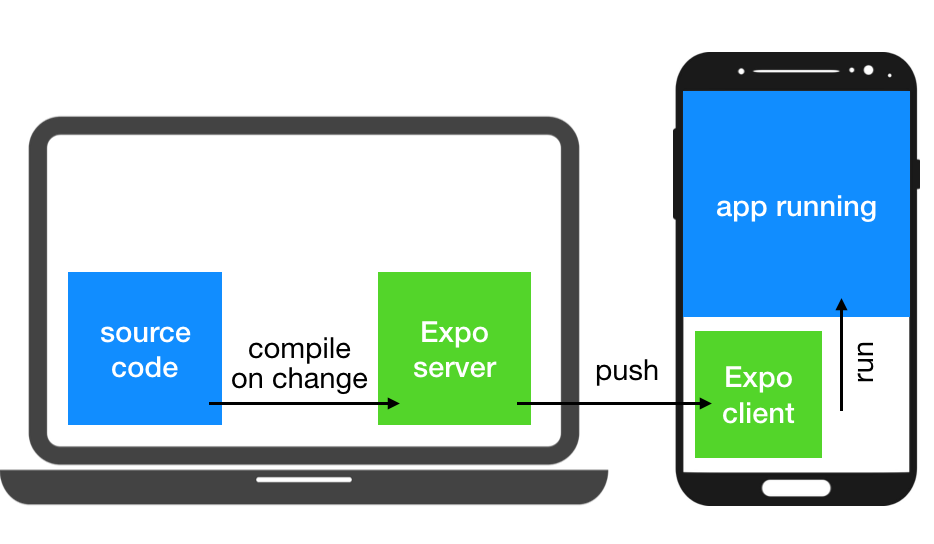 source
code
compile
on change
Expo
server
push
app running
Expo
client
run